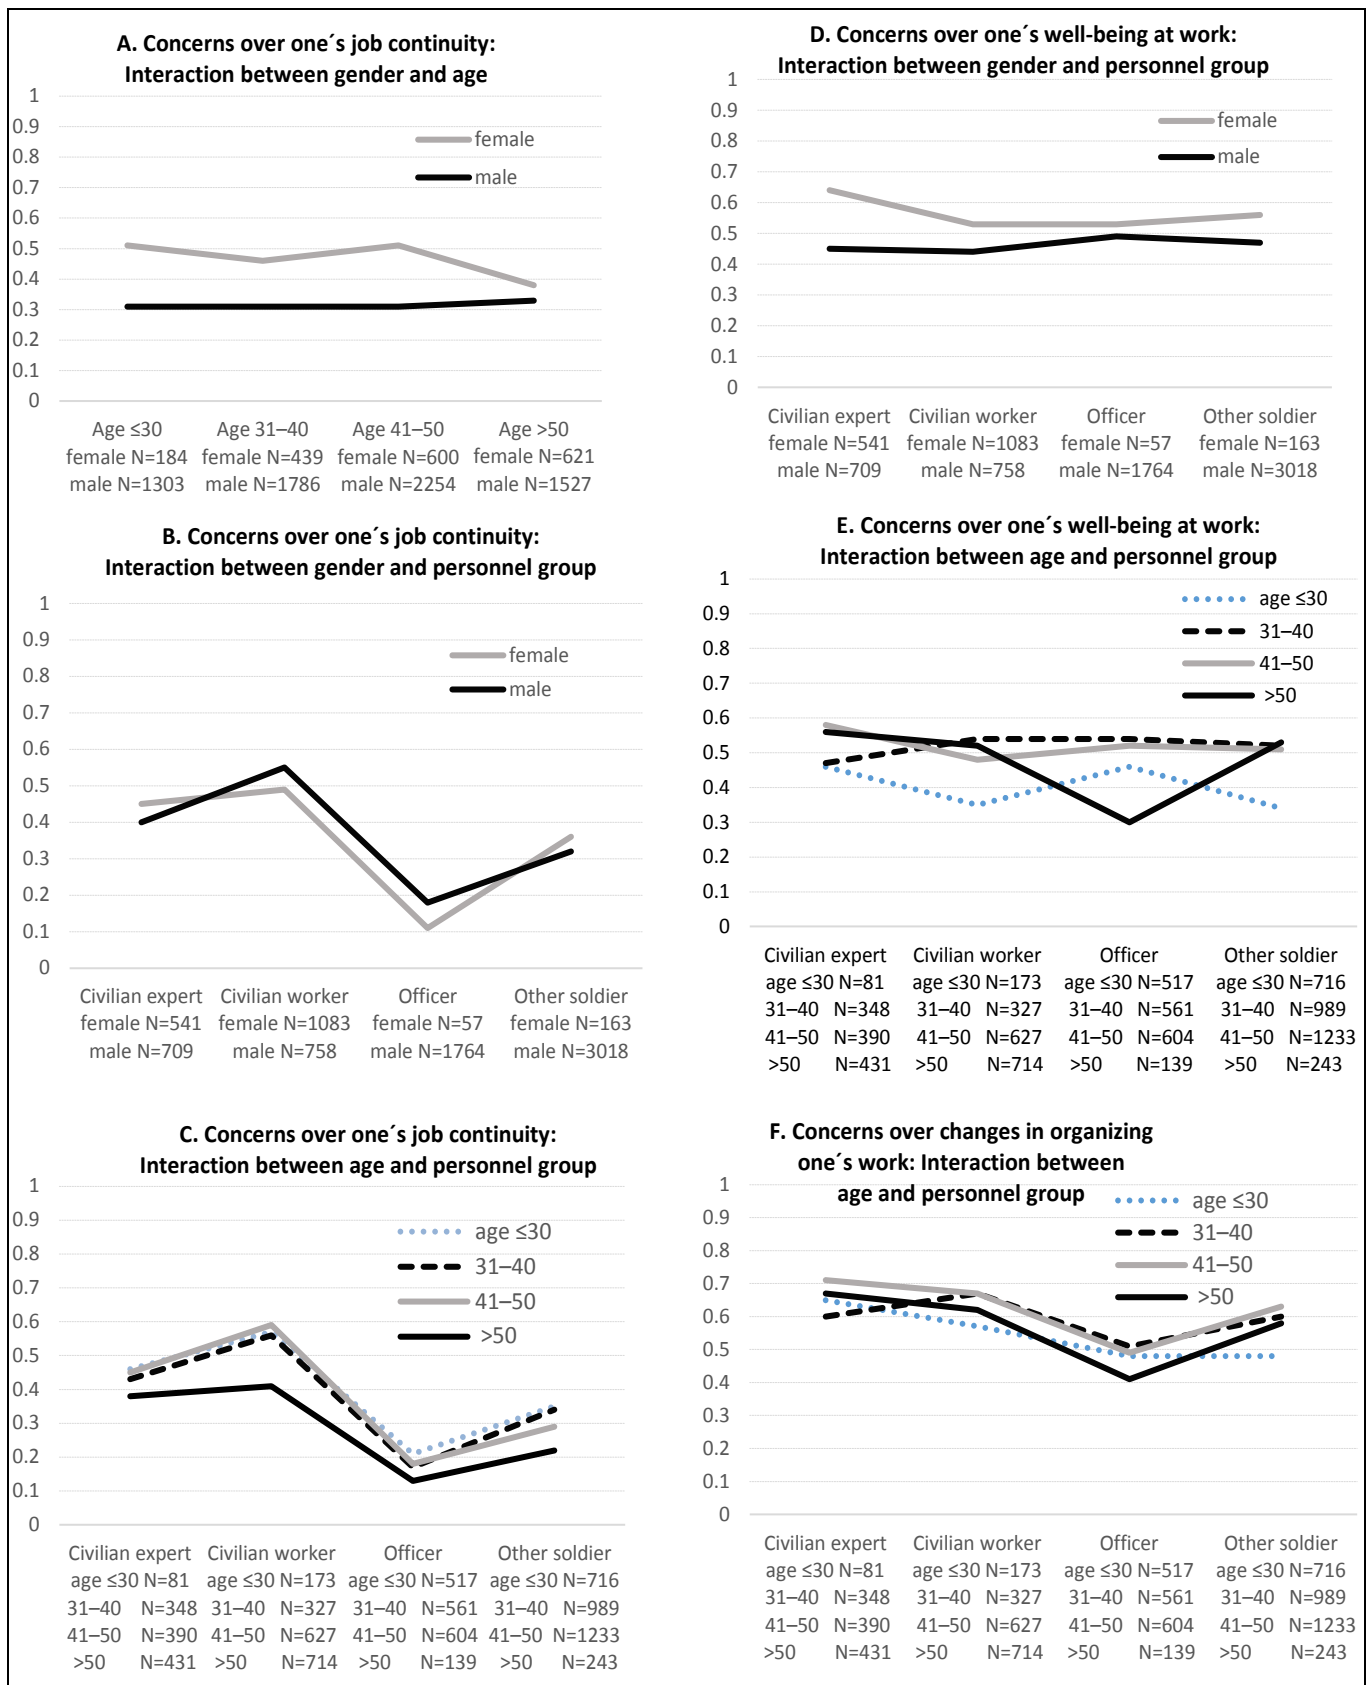 A. Concerns over one´s job continuity:
Interaction between gender and age
1
0.9
0.8
0.7
0.6
0.5
0.4
0.3
0.2
0.1
0
female
male
Age ≤30 Age 31–40 Age 41–50 Age >50
female N=184 female N=439 female N=600 female N=621
male N=1303 male N=1786 male N=2254 male N=1527
B. Concerns over one´s job continuity:
Interaction between gender and personnel group
1
0.9
0.8
0.7
0.6
0.5
0.4
0.3
0.2
0.1
0
female
male
Civilian expert Civilian worker Officer Other soldier
female N=541 female N=1083 female N=57 female N=163
male N=709 male N=758 male N=1764 male N=3018
C. Concerns over one´s job continuity:
Interaction between age and personnel group
1
0.9
0.8
0.7
0.6
0.5
0.4
0.3
0.2
0.1
0
age ≤30
31–40
41–50
>50
Civilian expert Civilian worker Officer Other soldier
age ≤30 N=81 age ≤30 N=173 age ≤30 N=517 age ≤30 N=716
31–40 N=348 31–40 N=327 31–40 N=561 31–40 N=989
41–50 N=390 41–50 N=627 41–50 N=604 41–50 N=1233
>50 N=431 >50 N=714 >50 N=139 >50 N=243
D. Concerns over one´s well-being at work:
Interaction between gender and personnel group
1
0.9
0.8
0.7
0.6
0.5
0.4
0.3
0.2
0.1
0
female
male
Civilian expert Civilian worker Officer Other soldier
female N=541 female N=1083 female N=57 female N=163
male N=709 male N=758 male N=1764 male N=3018
E. Concerns over one´s well-being at work:
Interaction between age and personnel group
1
0.9
0.8
0.7
0.6
0.5
0.4
0.3
0.2
0.1
0
age ≤30
31–40
41–50
>50
Civilian expert Civilian worker Officer Other soldier
age ≤30 N=81 age ≤30 N=173 age ≤30 N=517 age ≤30 N=716
31–40 N=348 31–40 N=327 31–40 N=561 31–40 N=989
41–50 N=390 41–50 N=627 41–50 N=604 41–50 N=1233
>50 N=431 >50 N=714 >50 N=139 >50 N=243
F. Concerns over changes in organizing
one´s work: Interaction between
age and personnel group
1
0.9
0.8
0.7
0.6
0.5
0.4
0.3
0.2
0.1
0
age ≤30
31–40
41–50
>50
Civilian expert Civilian worker Officer Other soldier
age ≤30 N=81 age ≤30 N=173 age ≤30 N=517 age ≤30 N=716
31–40 N=348 31–40 N=327 31–40 N=561 31–40 N=989
41–50 N=390 41–50 N=627 41–50 N=604 41–50 N=1233
>50 N=431 >50 N=714 >50 N=139 >50 N=243